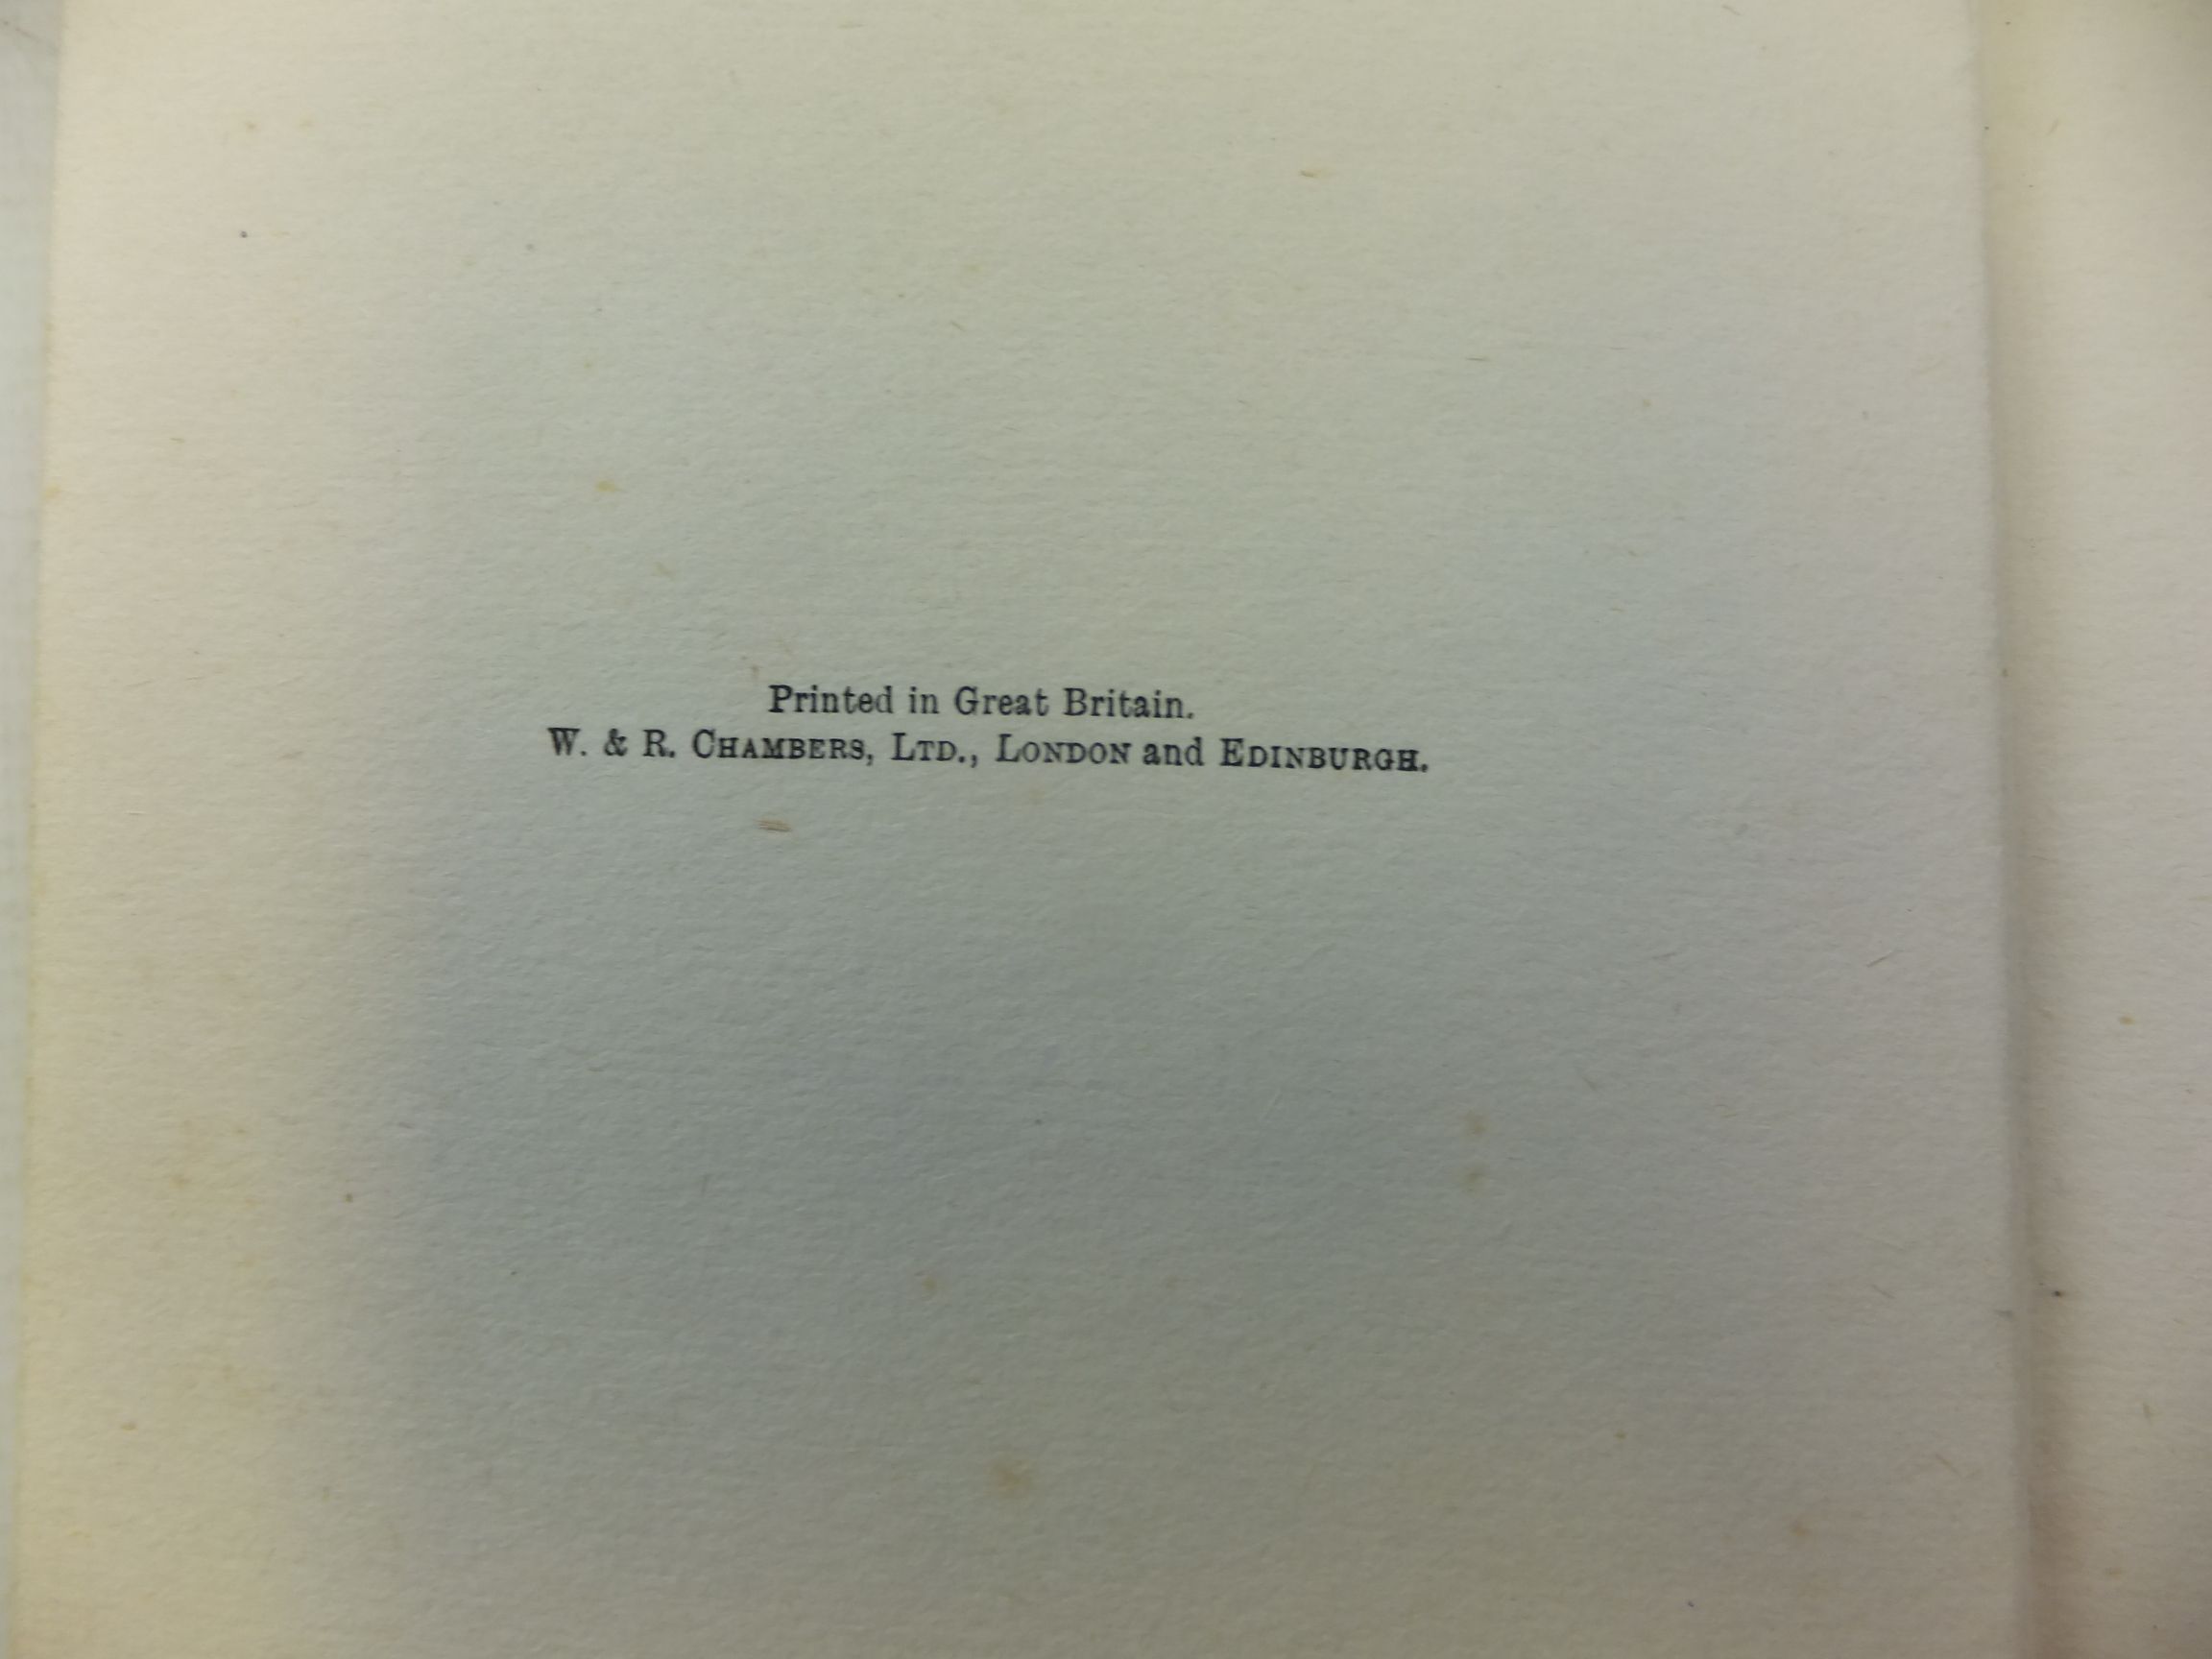 Printed in Great Britain.
W. & R. CHAMBERS, LTD., LONDON and EDINBURGH.